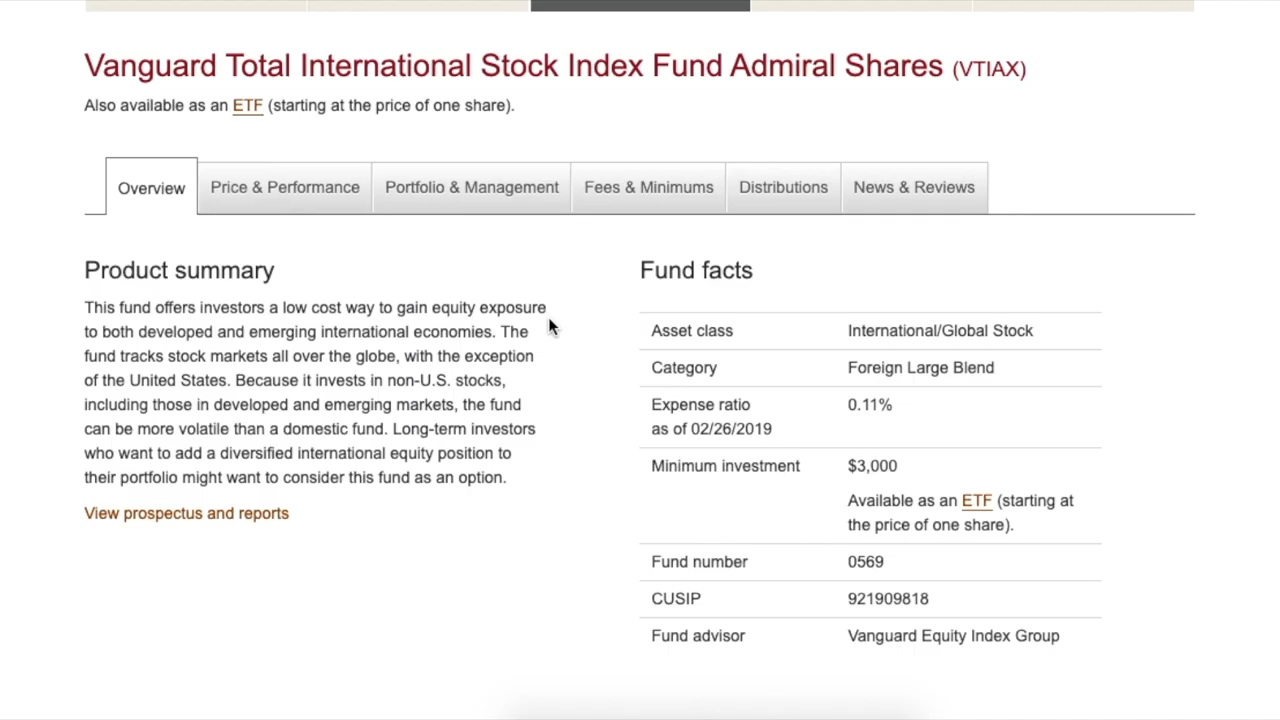 Vanguard Total International Stock Index Fund Admiral Shares (VTIAX)
Also available as an ETF (starting at the price of one share).
Overview
Price & Performance
Portfolio & Management
Fees & Minimums
Distributions
News & Reviews
Product summary
This fund offers investors a low cost way to gain equity exposure
to both developed and emerging international economies. The
fund tracks stock markets all over the globe, with the exception
of the United States. Because it invests in non-U.S. stocks,
including those in developed and emerging markets, the fund
can be more volatile than a domestic fund. Long-term investors
who want to add a diversified international equity position to
their portfolio might want to consider this fund as an option.
View prospectus and reports
Fund facts
Asset class International/Global Stock
Category Foreign Large Blend
Expense ratio 0.11%
as of 02/26/2019
Minimum investment $3,000
Available as an ETF (starting at
the price of one share).
Fund number 0569
CUSIP 921909818
Fund advisor Vanguard Equity Index Group